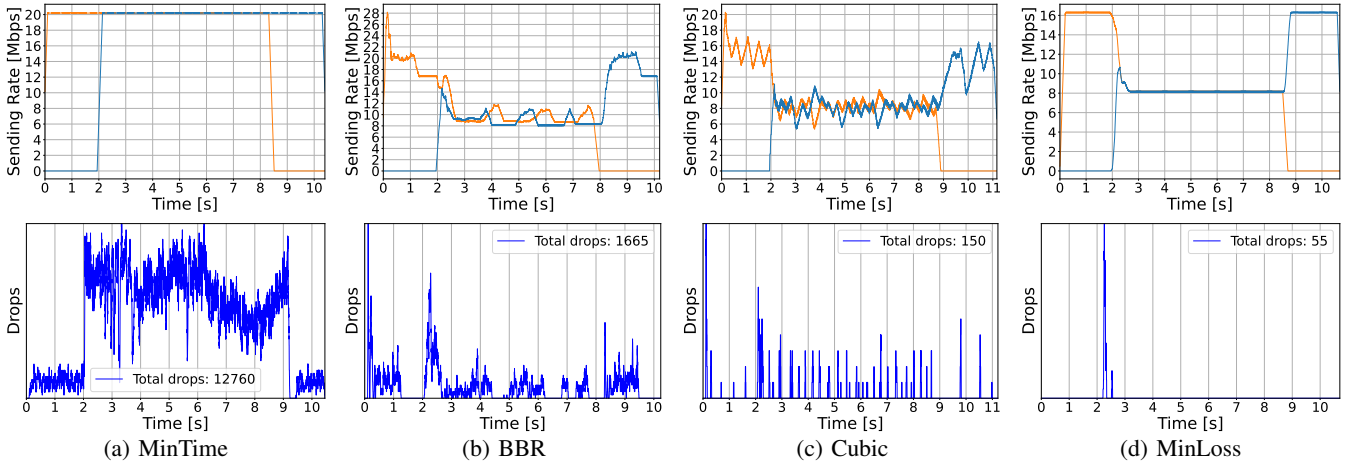 Sending Rate [Mbps]
20
18
16
14
12
10
8
6
4
2
0
0 1 2 3 4 5 6 7 8 9 10
Time [s]
Sending Rate [Mbps]
28
26
24
22
20
18
16
14
12
10
8
6
4
2
0
0 1 2 3 4 5 6 7 8 9 10
Time [s]
Sending Rate [Mbps]
20
18
16
14
12
10
8
6
4
2
0
0 1 2 3 4 5 6 7 8 9 10 11
Time [s]
Sending Rate [Mbps]
16
14
12
10
8
6
4
2
0
0 1 2 3 4 5 6 7 8 9 10
Time [s]
Drops
Total drops: 12760
0 1 2 3 4 5 6 7 8 9 10
Time [s]
(a) MinTime
Drops
Total drops: 1665
0 1 2 3 4 5 6 7 8 9 10
Time [s]
(b) BBR
Drops
Total drops: 150
0 1 2 3 4 5 6 7 8 9 10 11
Time [s]
(c) Cubic
Drops
Total drops: 55
0 1 2 3 4 5 6 7 8 9 10
Time [s]
(d) MinLoss